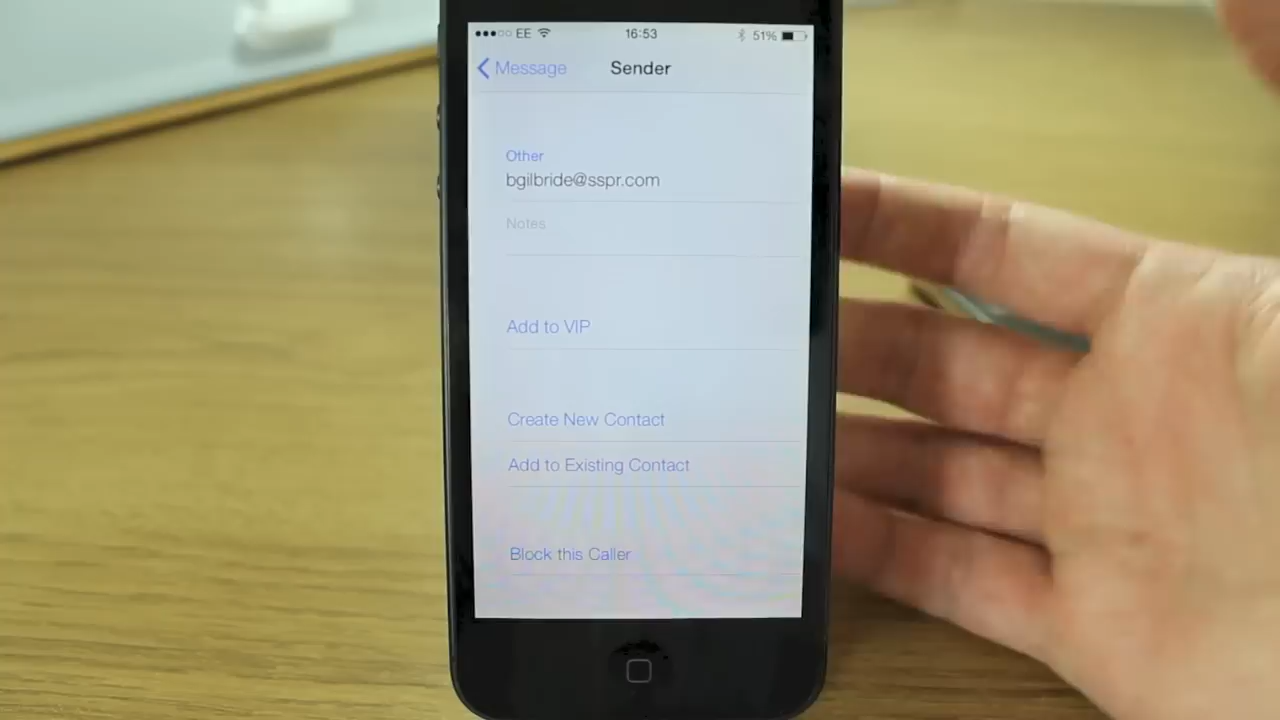 EE 16:53 51%
Message Sender
Other
bgilbride@sspr.com
Notes
Add to VIP
Create New Contact
Add to Existing Contact
Block this Caller